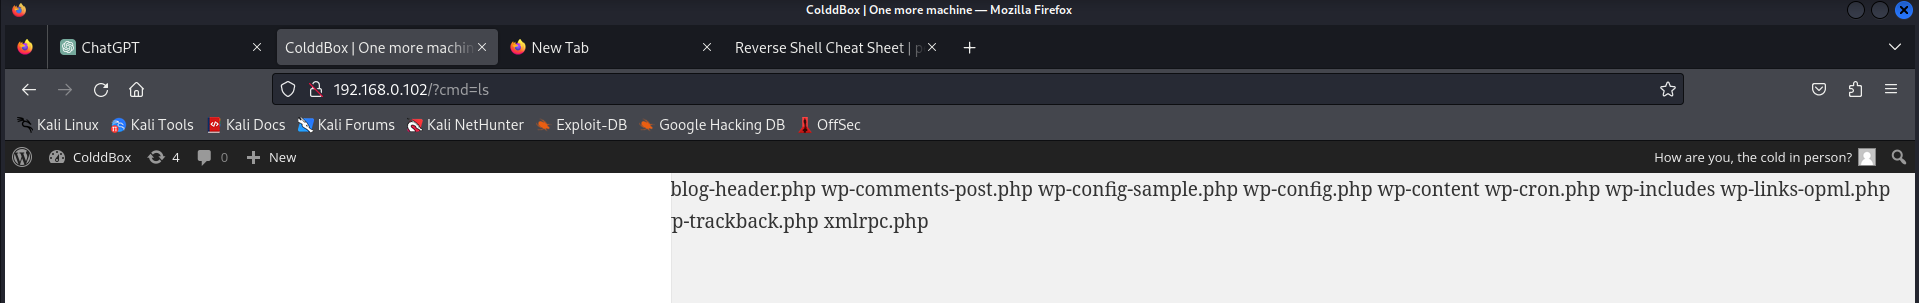 ColddBox | One more machine — Mozilla Firefox
ChatGPT
ColddBox | One more machin
New Tab
Reverse Shell Cheat Sheet | p
192.168.0.102/?cmd=ls
Kali Linux Kali Tools Kali Docs Kali Forums Kali NetHunter Exploit-DB Google Hacking DB OffSec
ColddBox 4 0 New How are you, the cold in person?
blog-header.php wp-comments-post.php wp-config-sample.php wp-config.php wp-content wp-cron.php wp-includes wp-links-opml.php
p-trackback.php xmlrpc.php